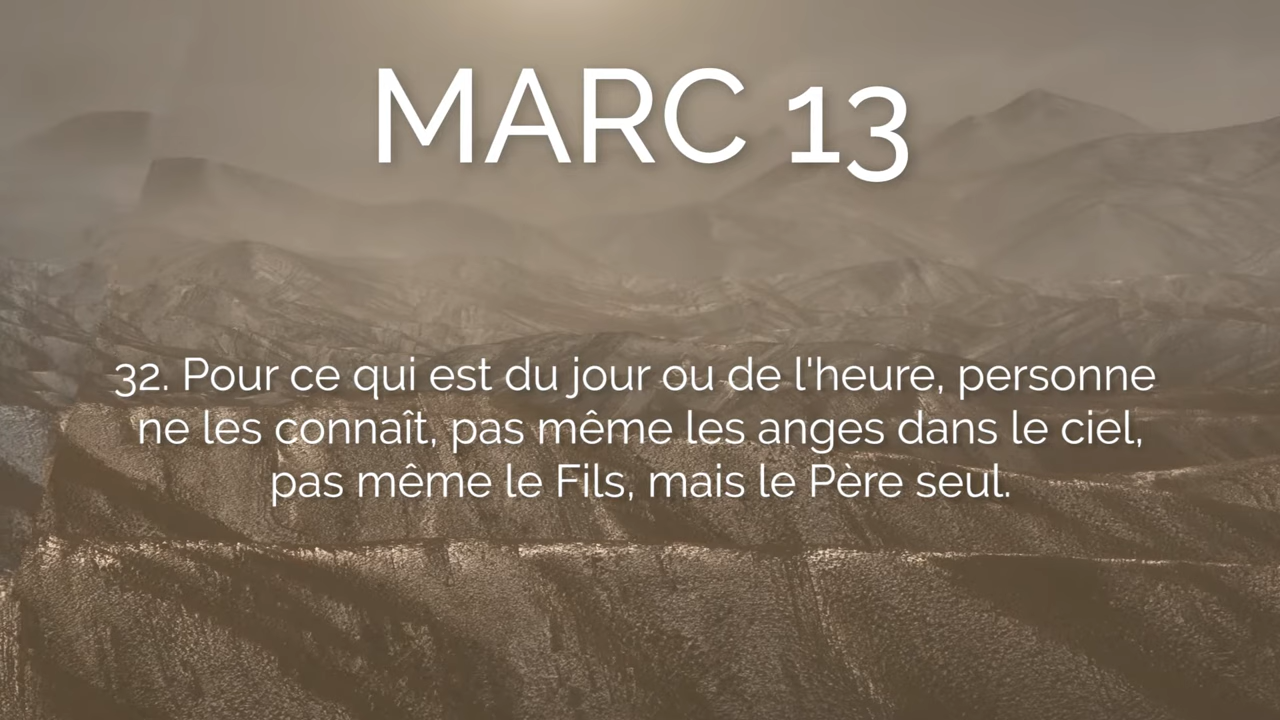 MARC 13
32. Pour ce qui est du jour ou de l'heure, personne
ne les connaît, pas même les anges dans le ciel,
pas même le Fils, mais le Père seul.